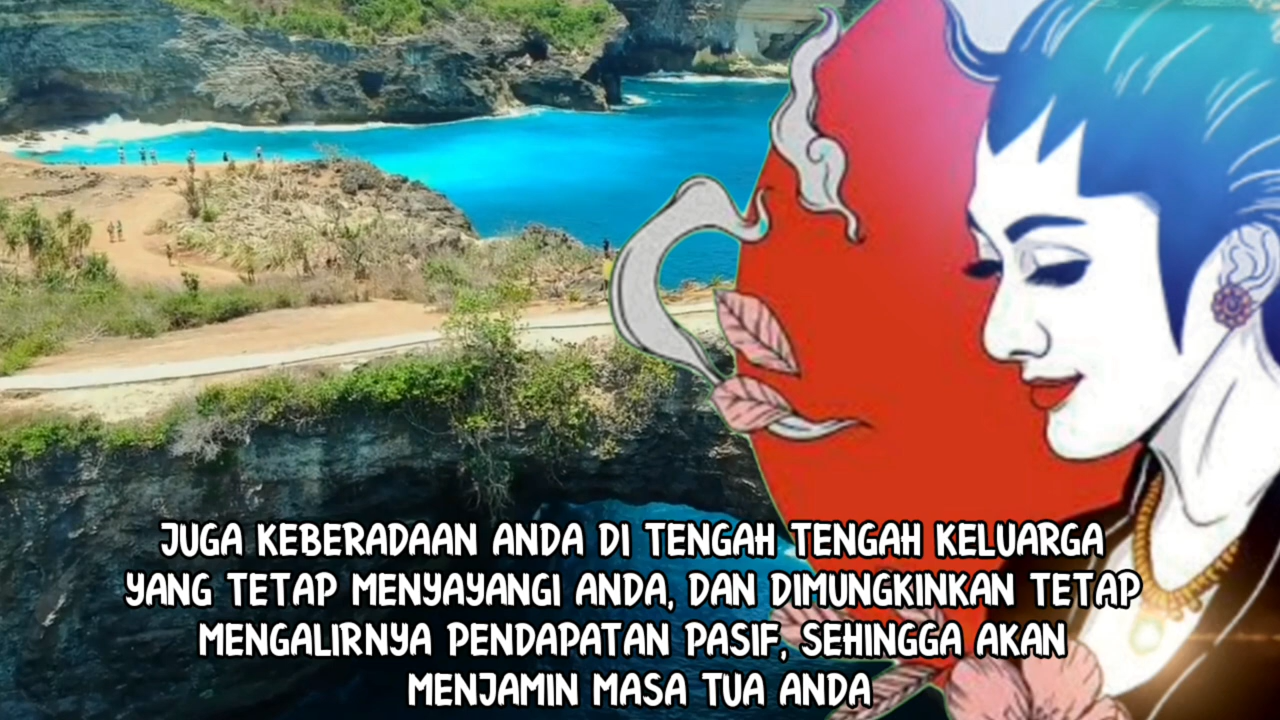 JUGA KEBERADAAN ANDA DI TENGAH TENGAH KELUARGA
YANG TETAP MENYAYANGI ANDA, DAN DIMUNGKINKAN TETAP
MENGALIRNYA PENDAPATAN PASIF, SEHINGGA AKAN
MENJAMIN MASA TUA ANDA